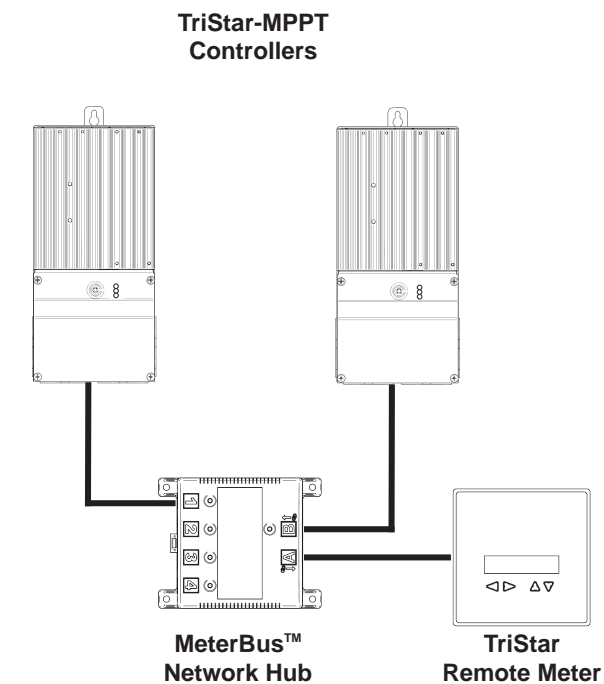 TriStar-MPPT
Controllers
1
2
3
4
B
A
MeterBus™
Network Hub
TriStar
Remote Meter